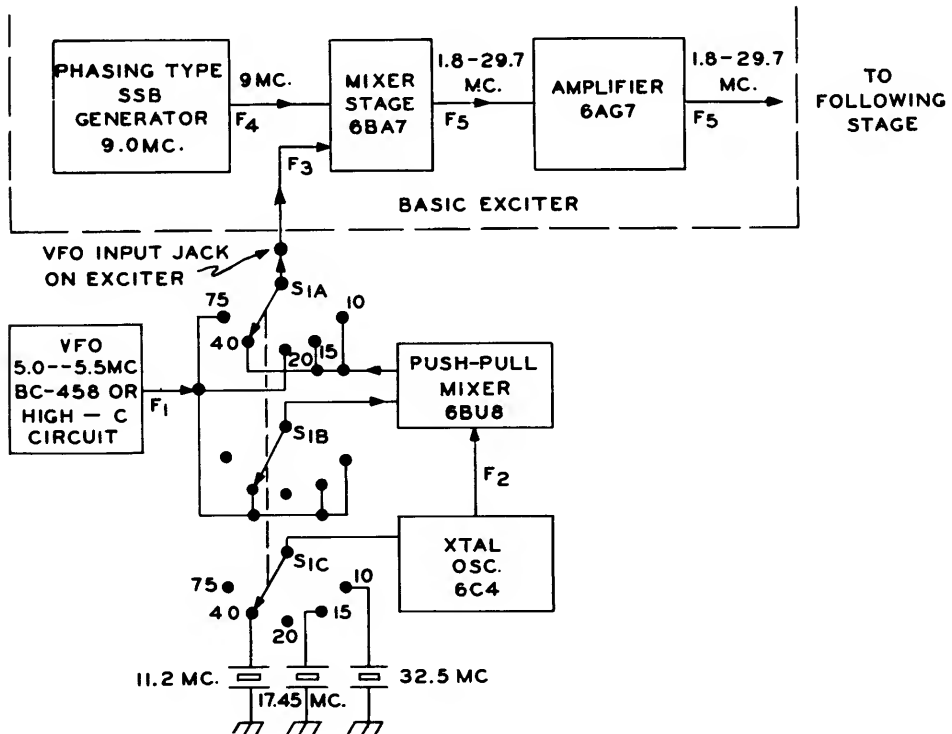 PHASING TYPE
SSB
GENERATOR
9.0MC.
9MC.
F4
MIXER
STAGE
6BA7
1.8-29.7
MC.
F5
AMPLIFIER
6AG7
1.8-29.7
MC.
F5
TO
FOLLOWING
STAGE
F3
BASIC EXCITER
VFO INPUT JACK
ON EXCITER
S1A
75
40
20
15
10
VFO
5.0--5.5MC
BC-458 OR
HIGH - C
CIRCUIT
F1
PUSH-PULL
MIXER
6BU8
S1B
F2
XTAL
OSC.
6C4
S1C
75
40
20
15
10
11.2 MC.
17.45 MC.
32.5 MC